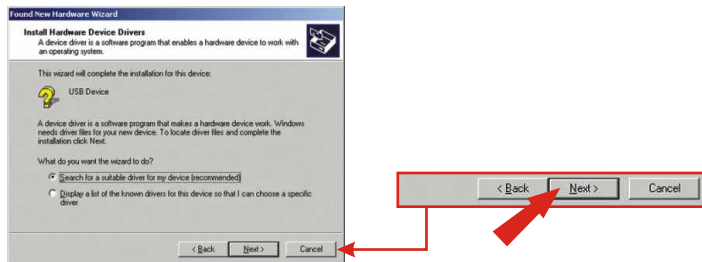 Found New Hardware Wizard
Install Hardware Device Drivers
A device driver is a software program that enables a hardware device to work with
an operating system.
This wizard will complete the installation for this device:
USB Device
A device driver is a software program that makes a hardware device work. Windows
needs driver files for your new device. To locate driver files and complete the
installation click Next.
What do you want the wizard to do?
Search for a suitable driver for my device (recommended)
Display a list of the known drivers for this device so that I can choose a specific
driver
< Back Next > Cancel
< Back Next > Cancel